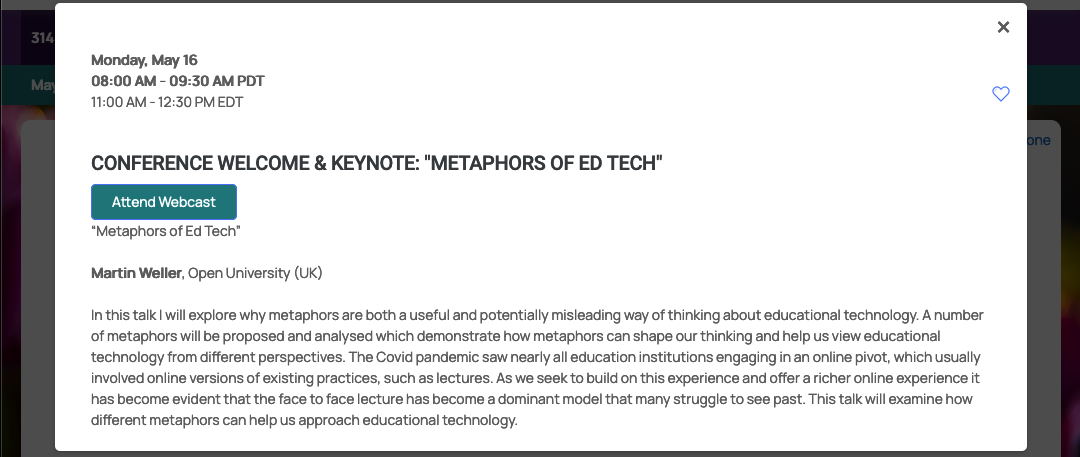 314
May
one
×
Monday, May 16
08:00 AM - 09:30 AM PDT
11:00 AM - 12:30 PM EDT
CONFERENCE WELCOME & KEYNOTE: "METAPHORS OF ED TECH"
Attend Webcast
“Metaphors of Ed Tech”
Martin Weller, Open University (UK)
In this talk I will explore why metaphors are both a useful and potentially misleading way of thinking about educational technology. A number
of metaphors will be proposed and analysed which demonstrate how metaphors can shape our thinking and help us view educational
technology from different perspectives. The Covid pandemic saw nearly all education institutions engaging in an online pivot, which usually
involved online versions of existing practices, such as lectures. As we seek to build on this experience and offer a richer online experience it
has become evident that the face to face lecture has become a dominant model that many struggle to see past. This talk will examine how
different metaphors can help us approach educational technology.